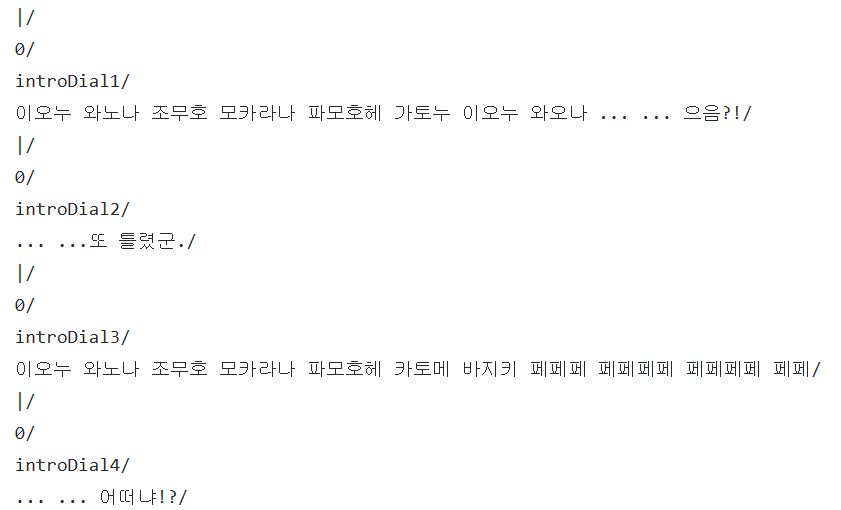 |/
0/
introDial1/
이오누 와노나 조무호 모카라나 파모호헤 가토누 이오누 와오나 ... ... 으음?!/
|/
0/
introDial2/
... ...또 틀렸군./
|/
0/
introDial3/
이오누 와노나 조무호 모카라나 파모호헤 카토메 바지키 페페페 페페페페 페페페페 페페/
|/
0/
introDial4/
... ... 어떠냐!?/